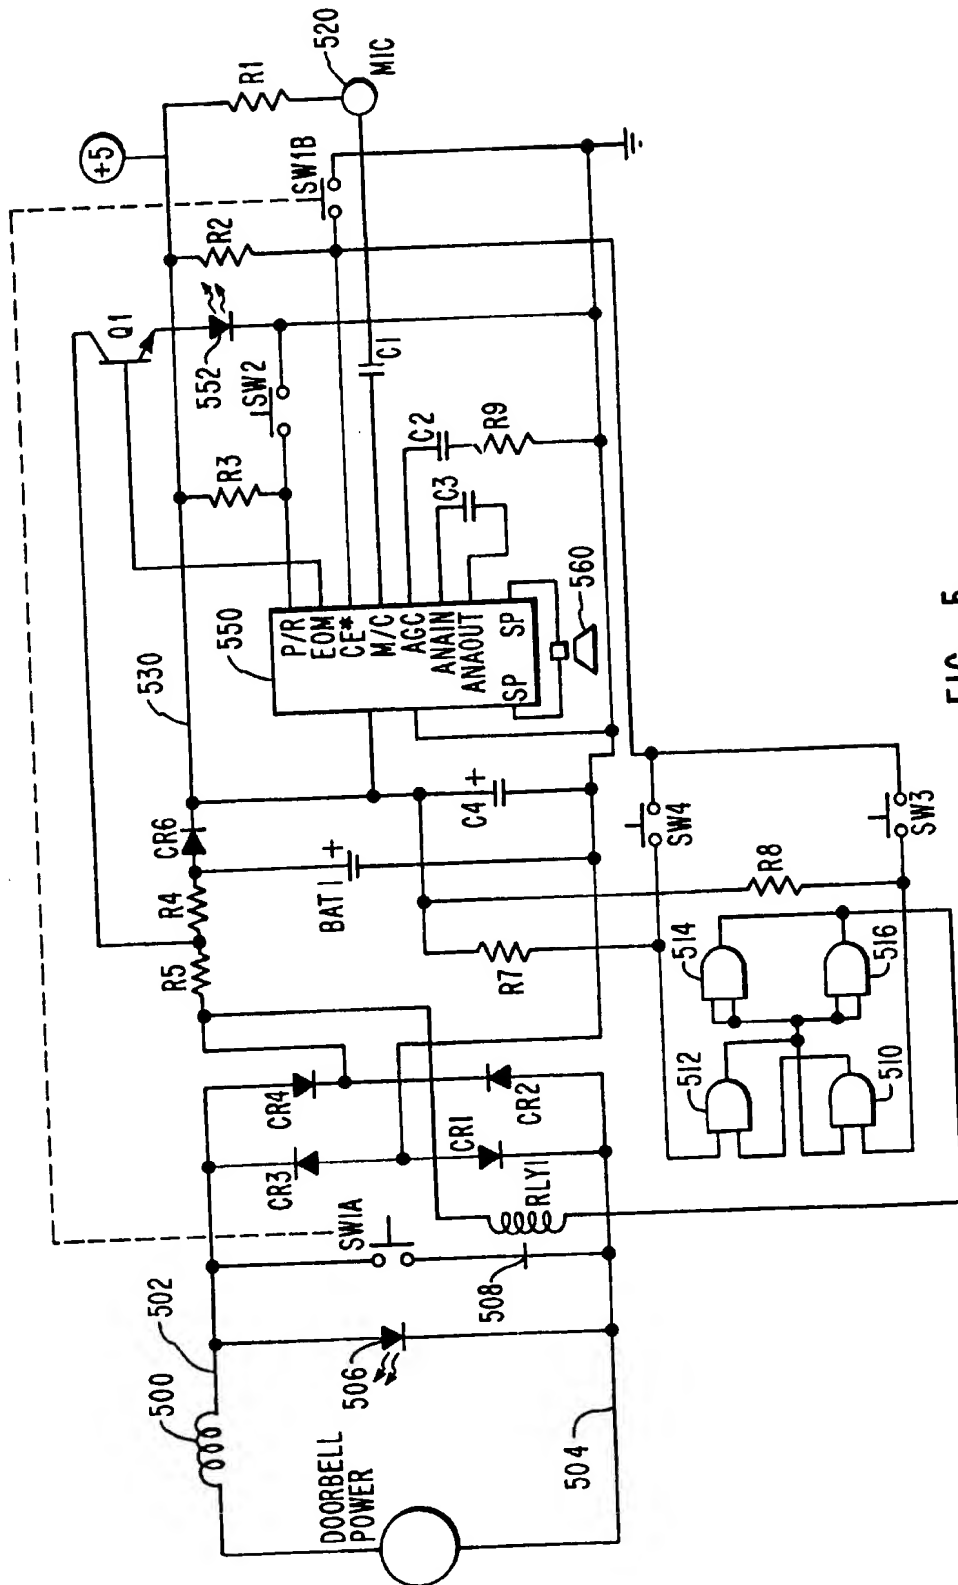 DOORBELL
POWER
500
502
504
506
508
SW1A
RLY1
CR3
CR4
CR1
CR2
R5
R4
CR6
530
BAT1
C4
+
+
R7
R8
SW4
SW3
512
514
510
516
550
P/R
EOM
CE*
M/C
AGC
ANAIN
ANAOUT
SP
SP
560
R3
SW2
552
Q1
R2
+5
R1
SW1B
520
MIC
C1
C2
R9
C3
FIG. 5